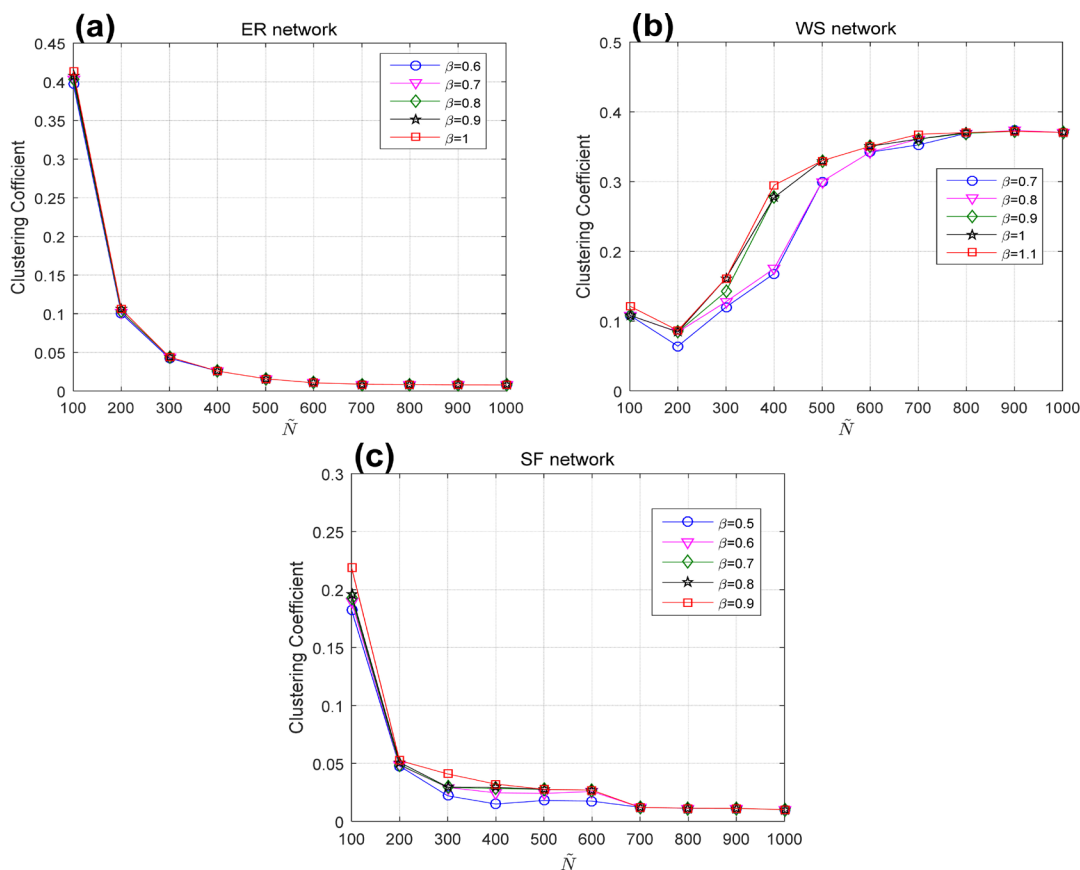 (a)
ER network
Clustering Cofficient
0.45
0.4
0.35
0.3
0.25
0.2
0.15
0.1
0.05
0
100 200 300 400 500 600 700 800 900 1000
Ñ
β=0.6
β=0.7
β=0.8
β=0.9
β=1
(b)
WS network
Clustering Coefficient
0.5
0.4
0.3
0.2
0.1
0
100 200 300 400 500 600 700 800 900 1000
Ñ
β=0.7
β=0.8
β=0.9
β=1
β=1.1
(c)
SF network
Clustering Coefficient
0.3
0.25
0.2
0.15
0.1
0.05
0
100 200 300 400 500 600 700 800 900 1000
Ñ
β=0.5
β=0.6
β=0.7
β=0.8
β=0.9